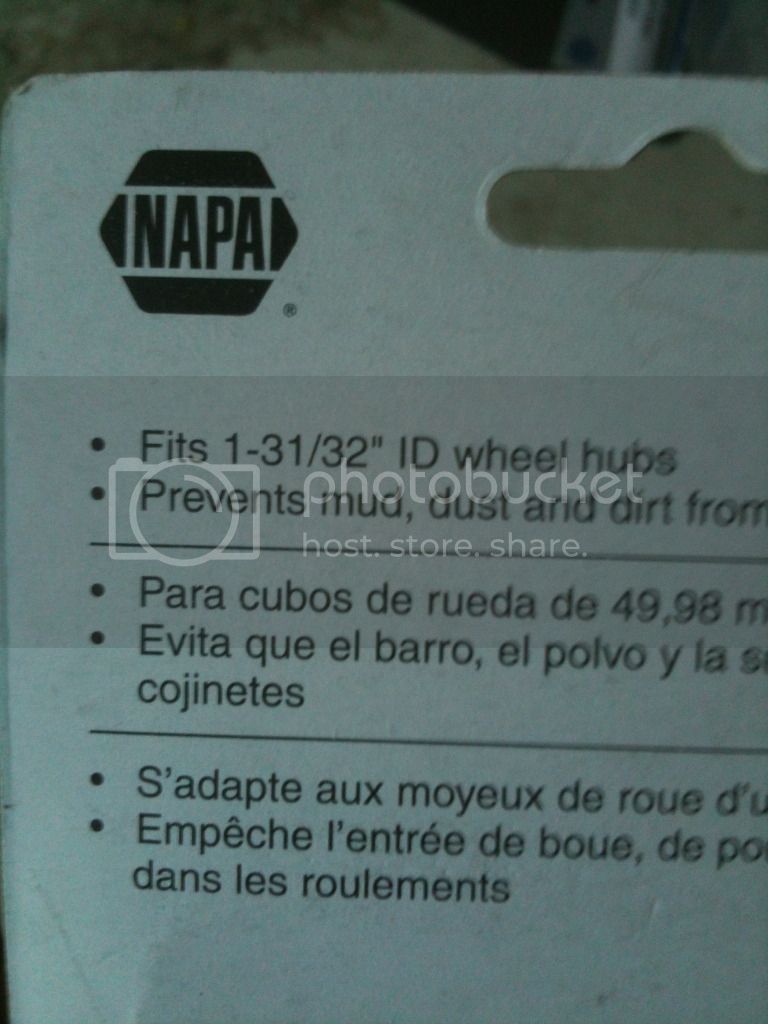 NAPA
®
• Fits 1-31/32" ID wheel hubs
• Prevents mud, dust and dirt from
photobucket
host. store. share.
• Para cubos de rueda de 49,98
• Evita que el barro, el polvo y la
cojinetes
• S'adapte aux moyeux de roue
• Empêche l'entrée de boue, de
dans les roulements